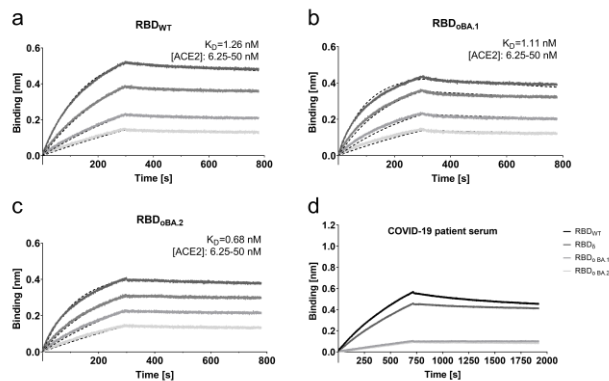 a
RBDWT
KD=1.26 nM
[ACE2]: 6.25-50 nM
Binding [nm]
0.6
0.4
0.2
0.0
200
400
600
800
Time [s]
b
RBDoBA.1
KD=1.11 nM
[ACE2]: 6.25-50 nM
Binding [nm]
0.6
0.4
0.2
0.0
200
400
600
800
Time [s]
c
RBDoBA.2
KD=0.68 nM
[ACE2]: 6.25-50 nM
Binding [nm]
0.6
0.4
0.2
0.0
200
400
600
800
Time [s]
d
COVID-19 patient serum
Binding [nm]
1.2
1.0
0.8
0.6
0.4
0.2
0.0
250
500
750
1000
1250
1500
1750
2000
Time [s]
RBDWT
RBDo BA.1
RBDo BA.2